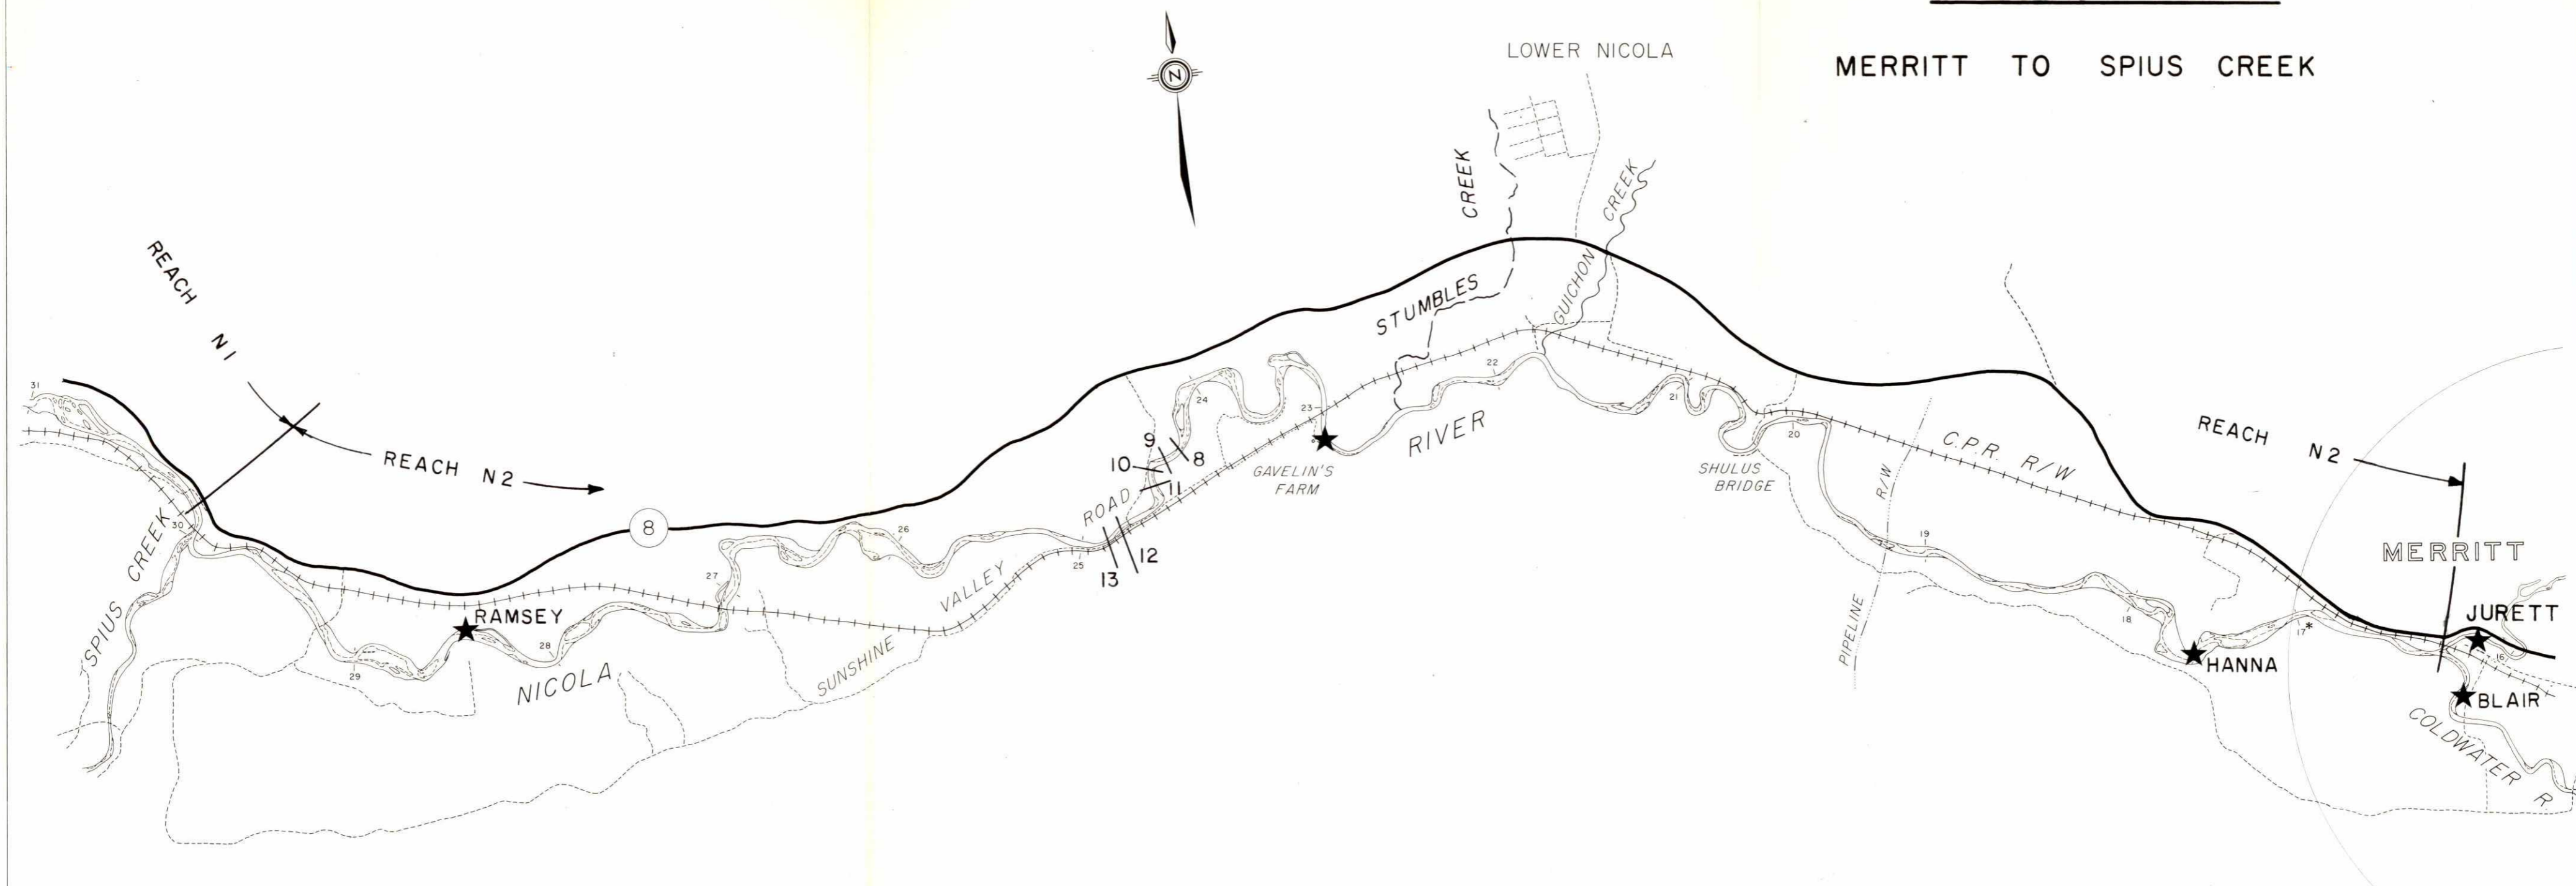 MERRITT TO SPIUS CREEK
LOWER NICOLA
N
CREEK
CREEK
GUICHON
STUMBLES
REACH N1
REACH N2
8
SPIUS CREEK
NICOLA
RIVER
RAMSEY
SUNSHINE
VALLEY
ROAD
GAVELIN'S
FARM
9
8
10
11
12
13
SHULUS
BRIDGE
PIPELINE
R/W
C.P.R. R/W
REACH N2
MERRITT
JURETT
HANNA
BLAIR
COLDWATER R.
31
30
29
28
27
26
25
24
23
22
21
20
19
18
17*
16